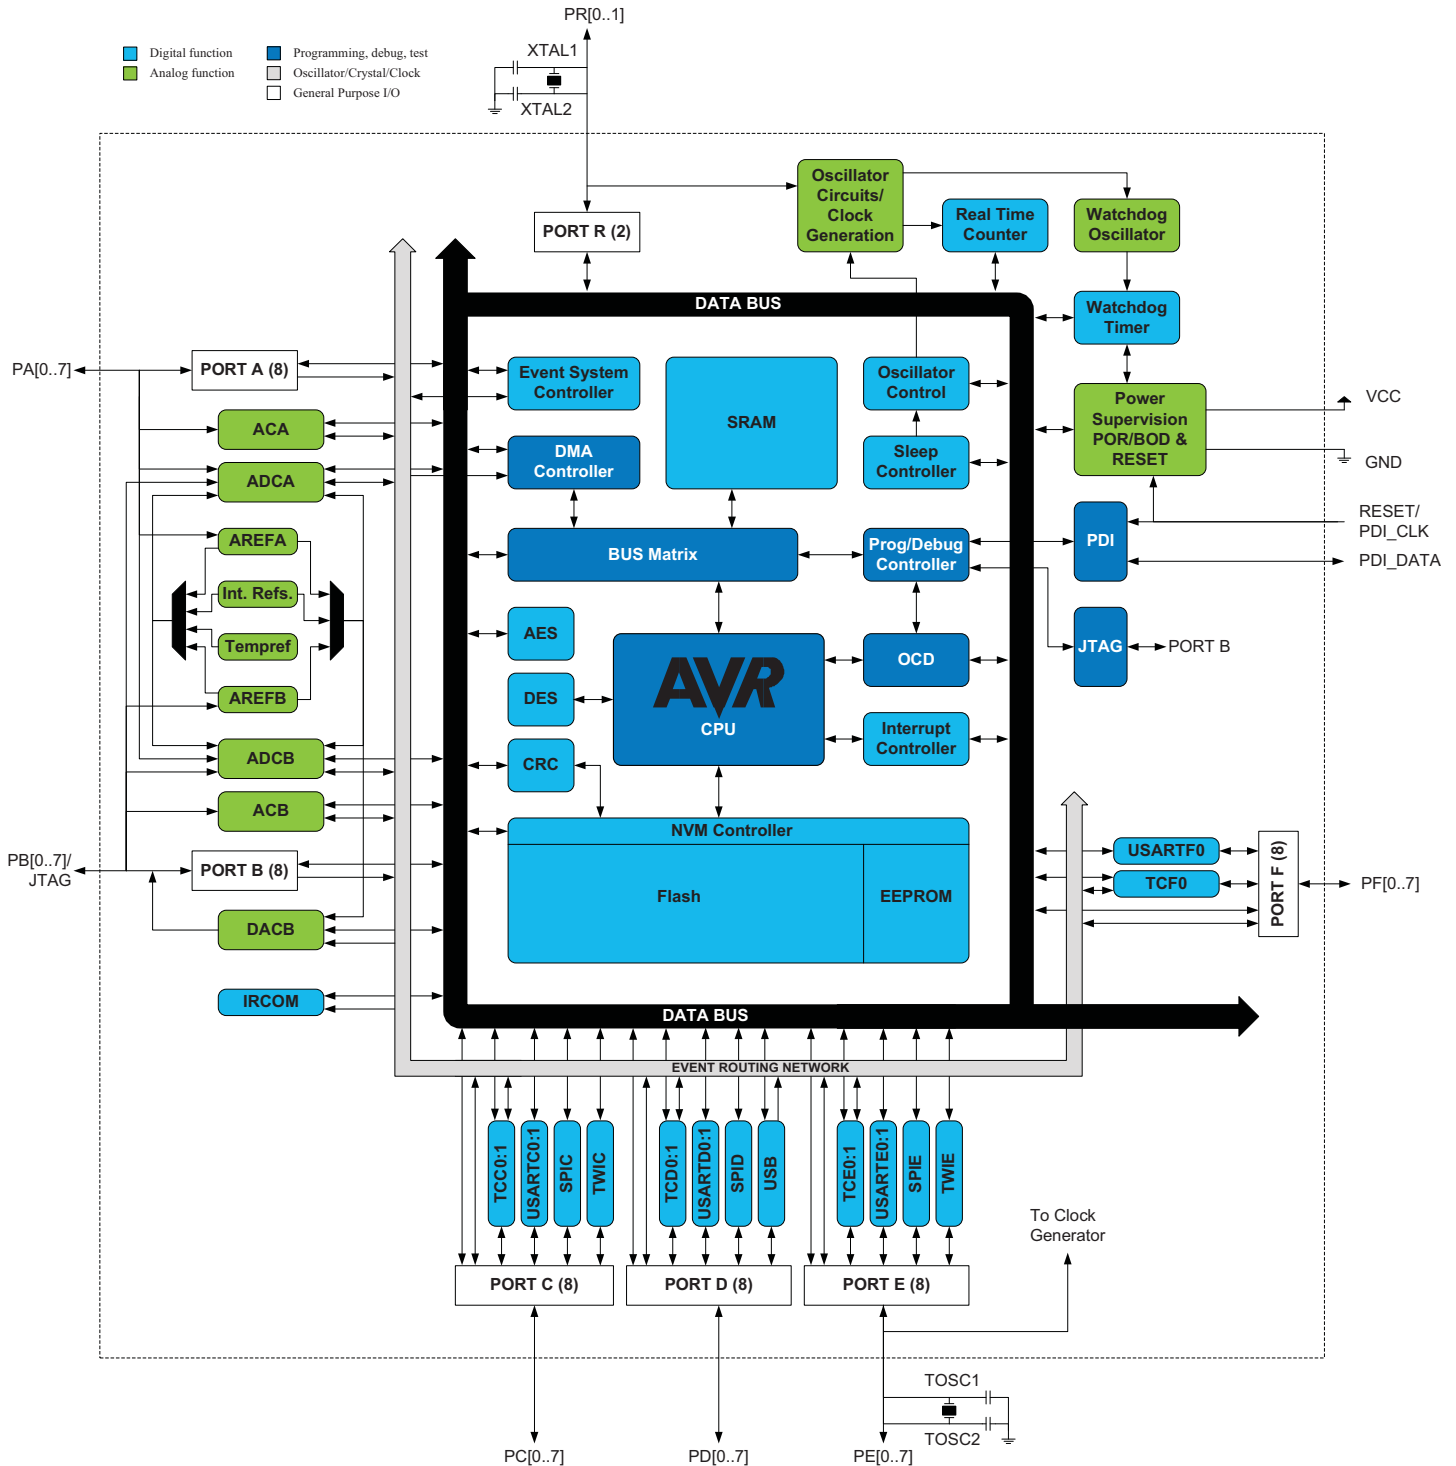 PR[0..1]
Digital function
Analog function
Programming, debug, test
Oscillator/Crystal/Clock
General Purpose I/O
XTAL1
XTAL2
PORT R (2)
Oscillator
Circuits/
Clock
Generation
Real Time
Counter
Watchdog
Oscillator
DATA BUS
Watchdog
Timer
PA[0..7]
PORT A (8)
Event System
Controller
SRAM
Oscillator
Control
Power
Supervision
POR/BOD &
RESET
VCC
GND
ACA
DMA
Controller
Sleep
Controller
ADCA
RESET/
PDI_CLK
PDI_DATA
AREFA
BUS Matrix
Prog/Debug
Controller
PDI
Int. Refs.
Tempref
AREFB
AES
DES
CRC
AVR
CPU
OCD
JTAG
PORT B
Interrupt
Controller
ADCB
ACB
NVM Controller
Flash
EEPROM
USARTF0
TCF0
PORT F (8)
PF[0..7]
PB[0..7]/
JTAG
PORT B (8)
DACB
IRCOM
DATA BUS
EVENT ROUTING NETWORK
TCC0:1
USARTC0:1
SPIC
TWIC
TCD0:1
USARTD0:1
SPID
USB
TCE0:1
USARTE0:1
SPIE
TWIE
To Clock
Generator
PORT C (8)
PORT D (8)
PORT E (8)
TOSC1
TOSC2
PC[0..7]
PD[0..7]
PE[0..7]